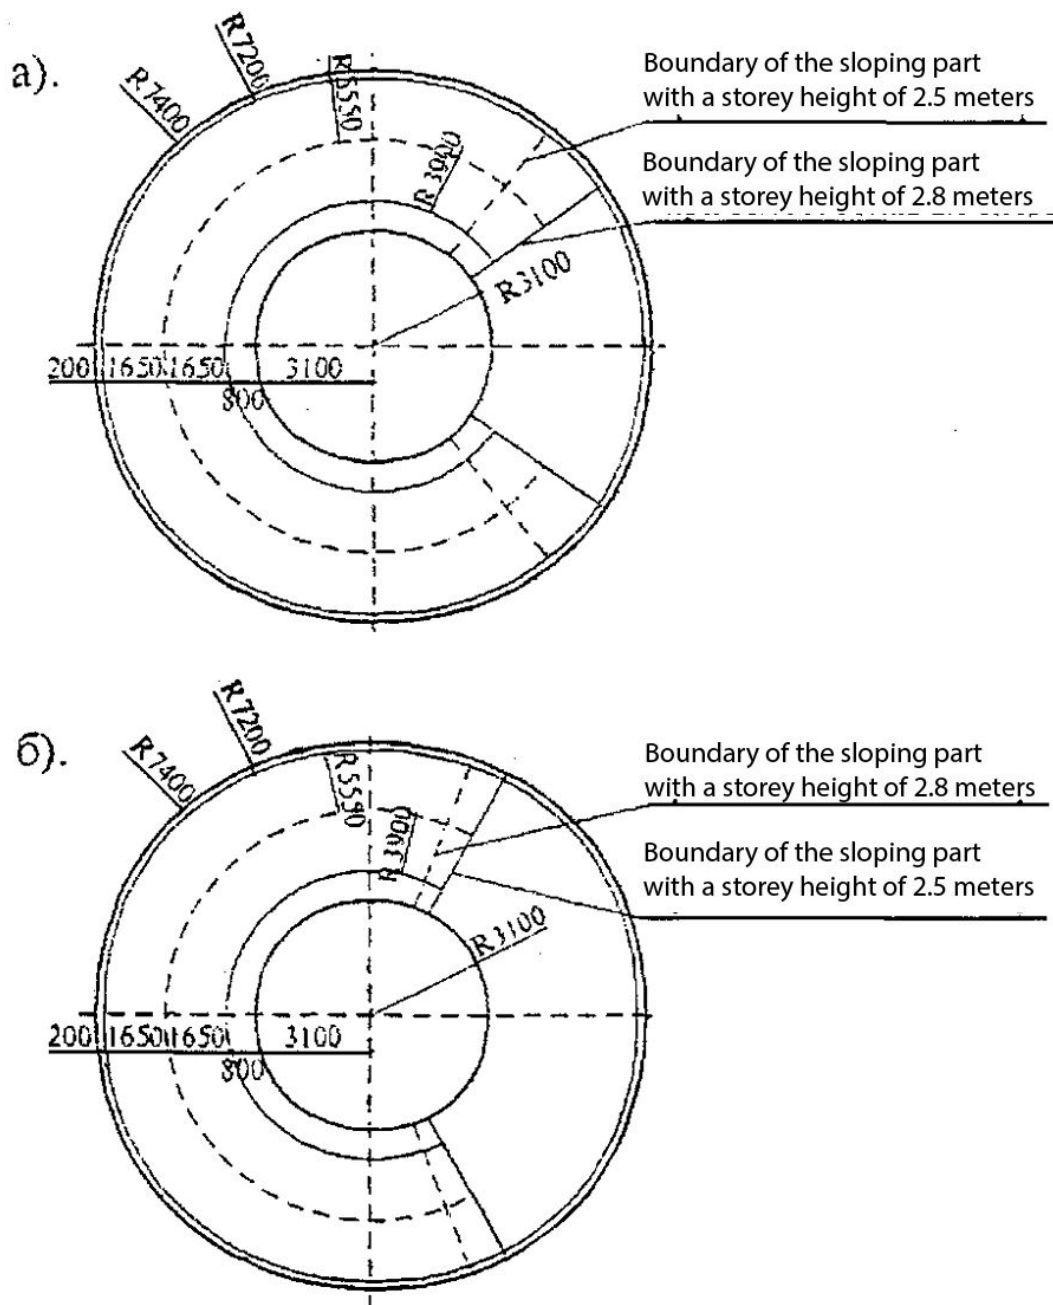 а).
R7400
R7200
R5550
R3900
R3100
Boundary of the sloping part
with a storey height of 2.5 meters
Boundary of the sloping part
with a storey height of 2.8 meters
200 1650 1650 3100
800
б).
R7400
R7200
R5550
R3900
R3100
Boundary of the sloping part
with a storey height of 2.8 meters
Boundary of the sloping part
with a storey height of 2.5 meters
200 1650 1650 3100
800